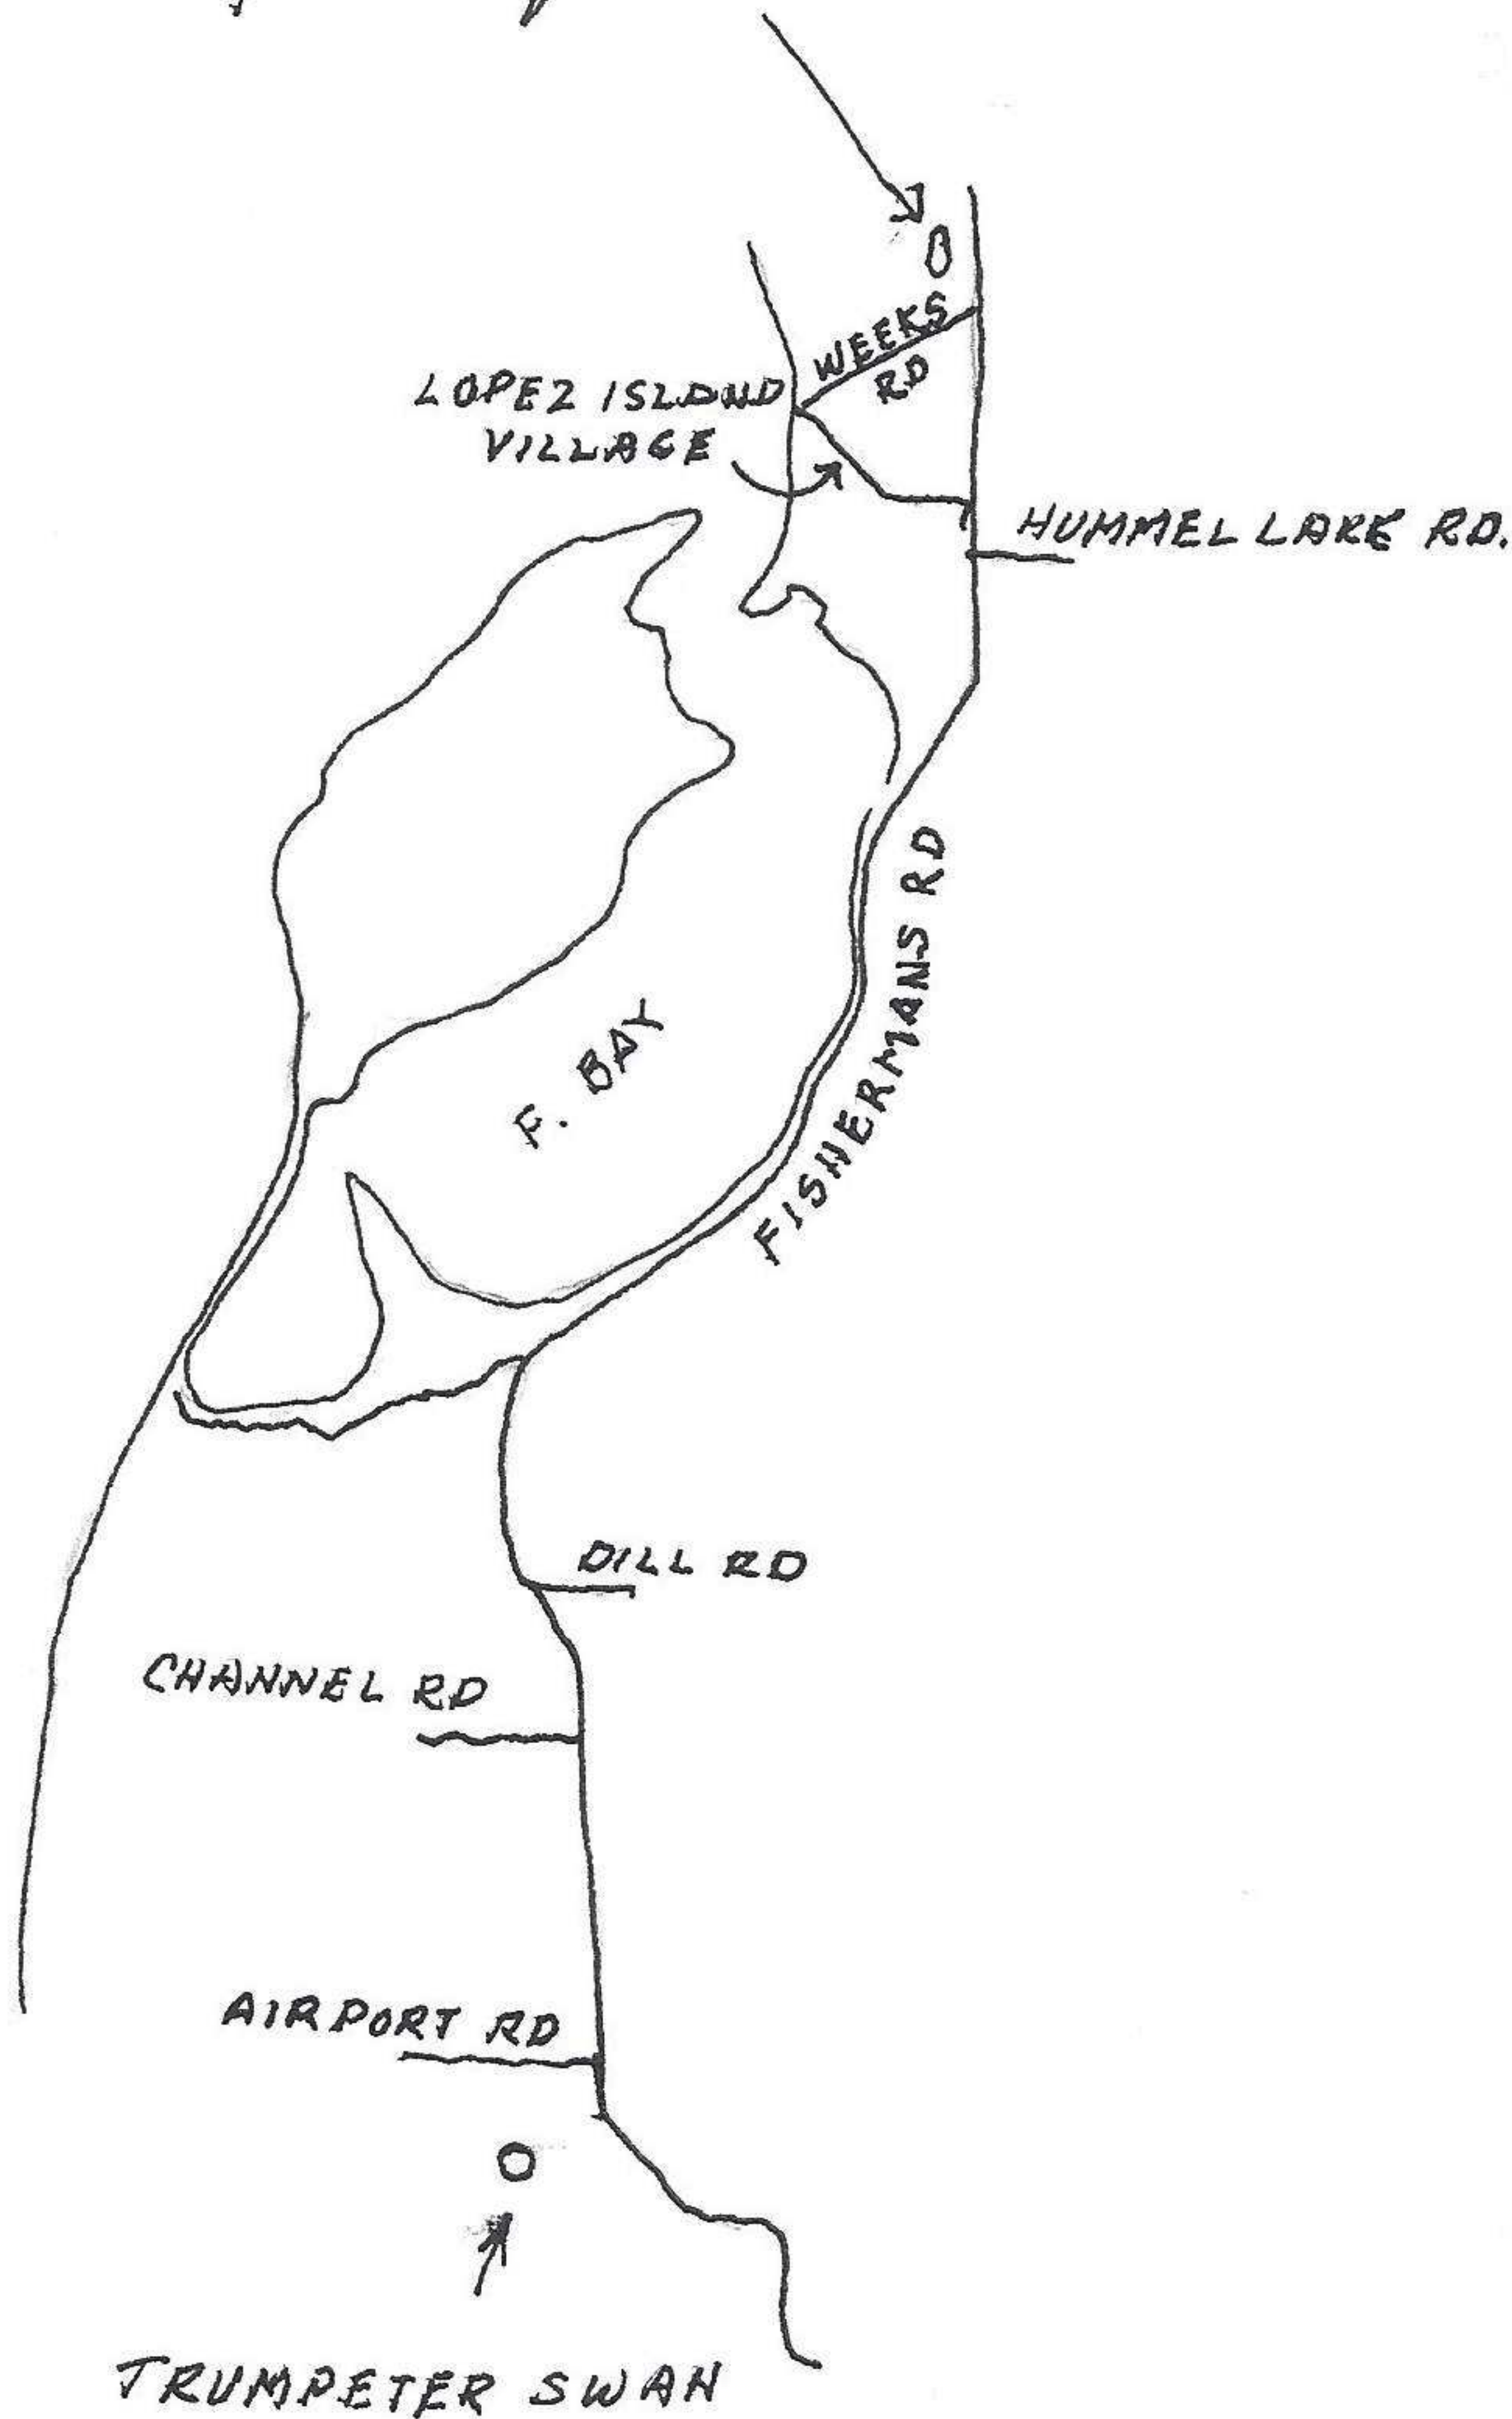 WEEKS
RD
LOPEZ ISLAND
VILLAGE
HUMMEL LAKE RD.
FISHERMANS RD
F. BAY
DILL RD
CHANNEL RD
AIRPORT RD
TRUMPETER SWAN